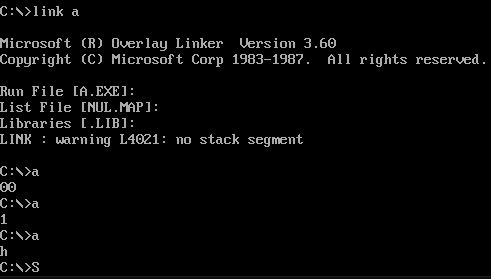 C:\>link a
Microsoft (R) Overlay Linker  Version 3.60
Copyright (C) Microsoft Corp 1983-1987.  All rights reserved.
Run File [A.EXE]:
List File [NUL.MAP]:
Libraries [.LIB]:
LINK : warning L4021: no stack segment
C:\>a
00
C:\>a
1
C:\>a
h
C:\>S